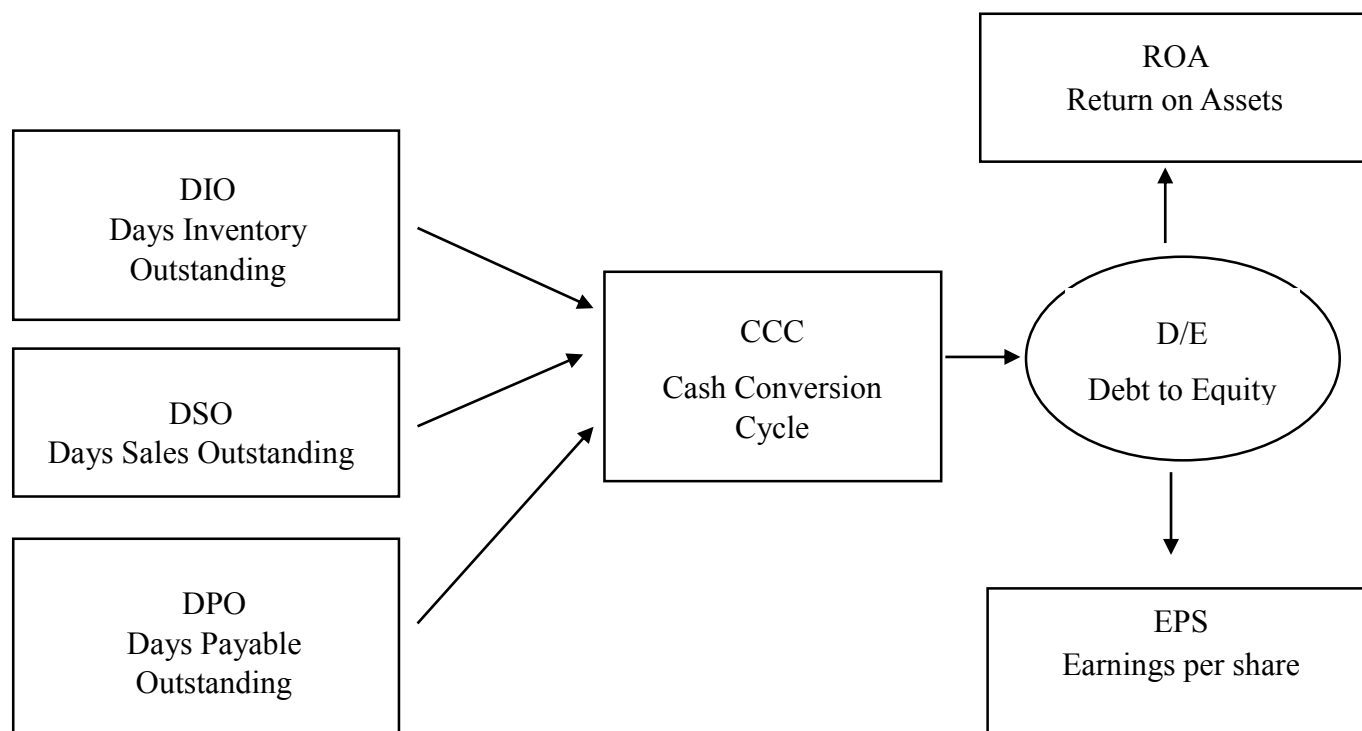 DIO
Days Inventory
Outstanding
DSO
Days Sales Outstanding
DPO
Days Payable
Outstanding
CCC
Cash Conversion
Cycle
ROA
Return on Assets
D/E
Debt to Equity
EPS
Earnings per share